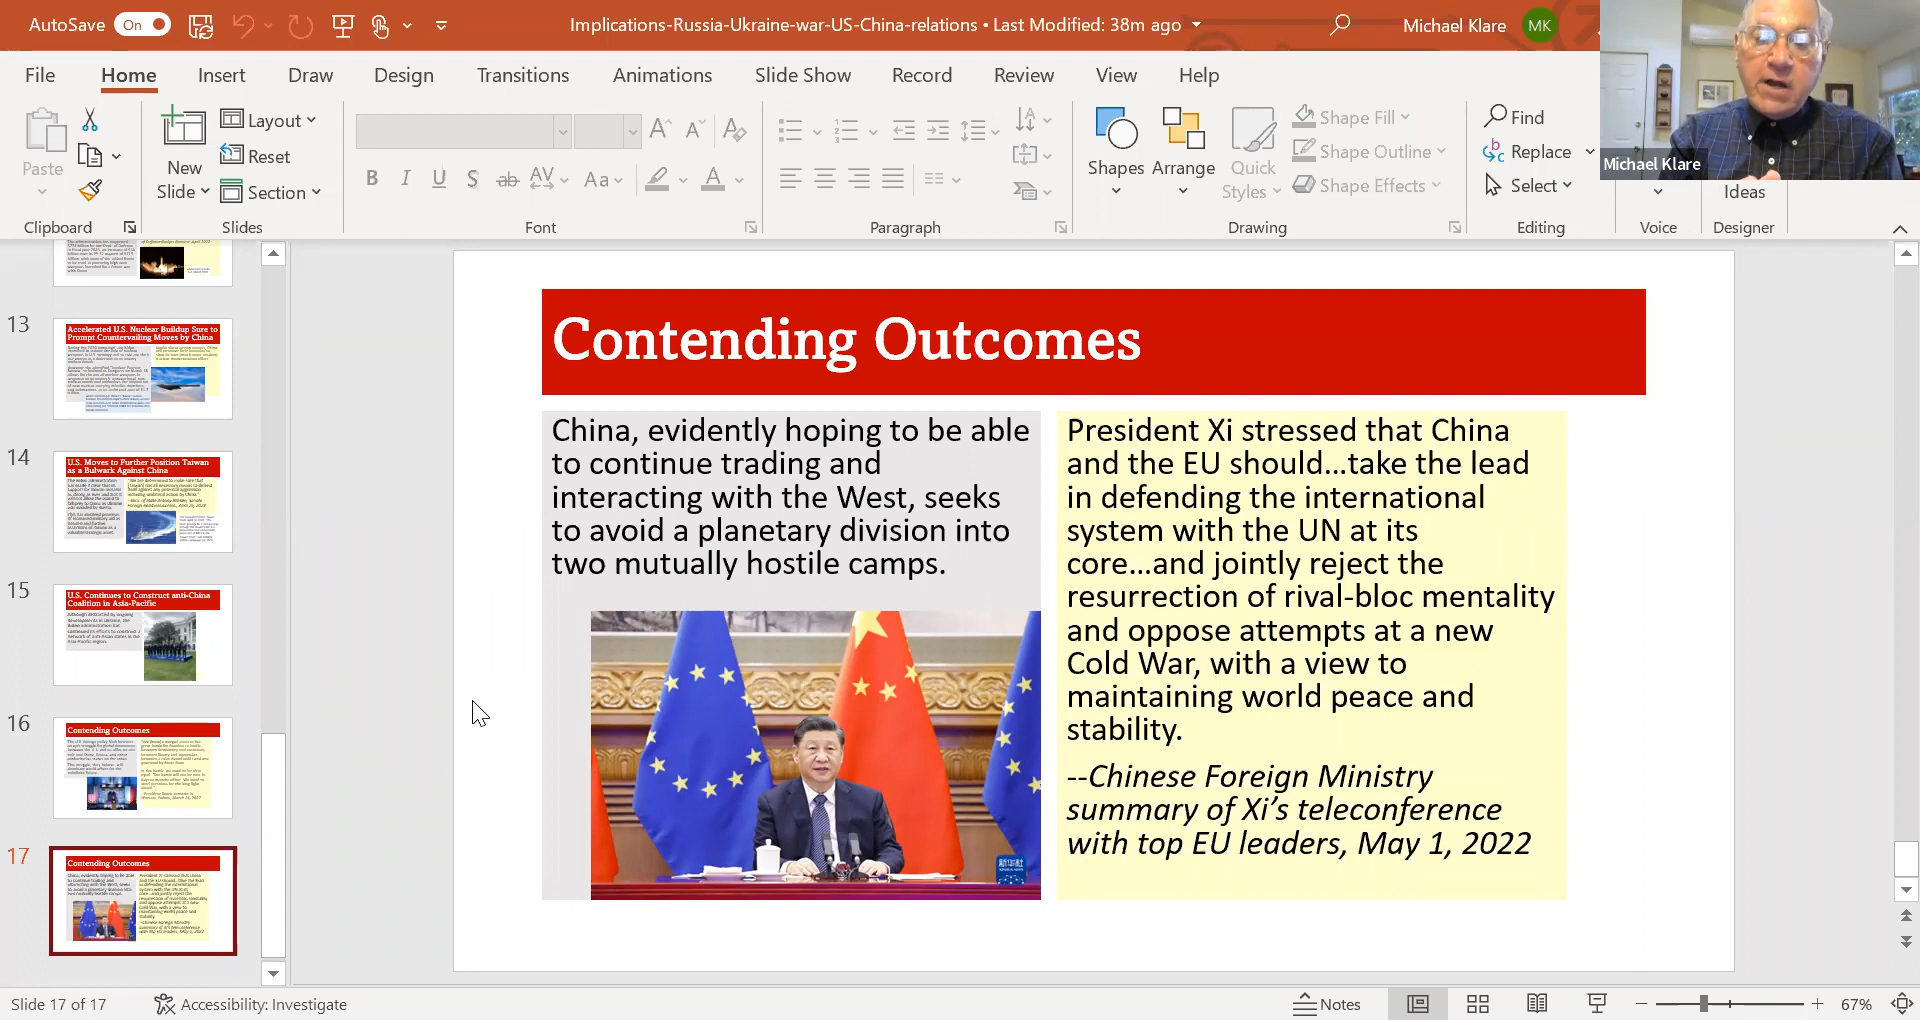 AutoSave On
Implications-Russia-Ukraine-war-US-China-relations • Last Modified: 38m ago
Michael Klare MK
File Home Insert Draw Design Transitions Animations Slide Show Record Review View Help
Paste
Clipboard
New Slide
Layout
Reset
Section
Slides
Font
Paragraph
Shapes
Arrange
Quick Styles
Shape Fill
Shape Outline
Shape Effects
Drawing
Find
Replace
Select
Editing
Voice
Ideas
Designer
Michael Klare
13
Accelerated U.S. Nuclear Buildup Sure to
Prompt Countervailing Moves by China
14
U.S. Moves to Further Position Taiwan
as a Bulwark Against China
15
U.S. Continues to Construct anti-China
Coalition in Asia-Pacific
16
Contending Outcomes
17
Contending Outcomes
Contending Outcomes
China, evidently hoping to be able
to continue trading and
interacting with the West, seeks
to avoid a planetary division into
two mutually hostile camps.
President Xi stressed that China
and the EU should...take the lead
in defending the international
system with the UN at its
core...and jointly reject the
resurrection of rival-bloc mentality
and oppose attempts at a new
Cold War, with a view to
maintaining world peace and
stability.
--Chinese Foreign Ministry
summary of Xi's teleconference
with top EU leaders, May 1, 2022
Slide 17 of 17
Accessibility: Investigate
Notes
67%